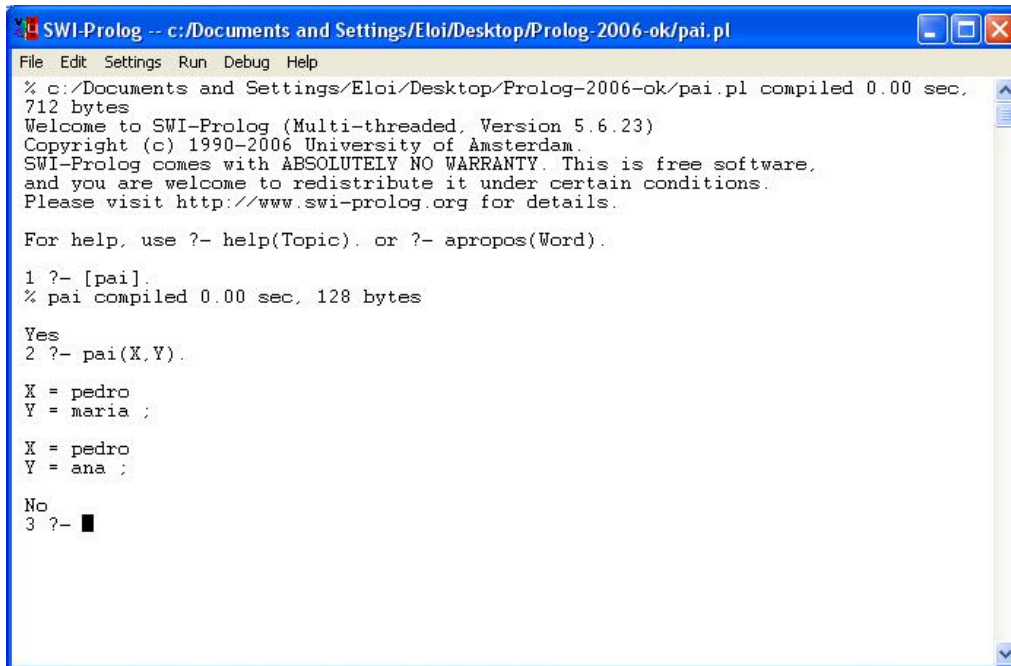 SWI-Prolog -- c:/Documents and Settings/Eloi/Desktop/Prolog-2006-ok/pai.pl
File Edit Settings Run Debug Help
% c:/Documents and Settings/Eloi/Desktop/Prolog-2006-ok/pai.pl compiled 0.00 sec,
712 bytes
Welcome to SWI-Prolog (Multi-threaded, Version 5.6.23)
Copyright (c) 1990-2006 University of Amsterdam.
SWI-Prolog comes with ABSOLUTELY NO WARRANTY. This is free software,
and you are welcome to redistribute it under certain conditions.
Please visit http://www.swi-prolog.org for details.
For help, use ?- help(Topic). or ?- apropos(Word).
1 ?- [pai].
% pai compiled 0.00 sec, 128 bytes
Yes
2 ?- pai(X,Y).
X = pedro
Y = maria ;
X = pedro
Y = ana ;
No
3 ?-